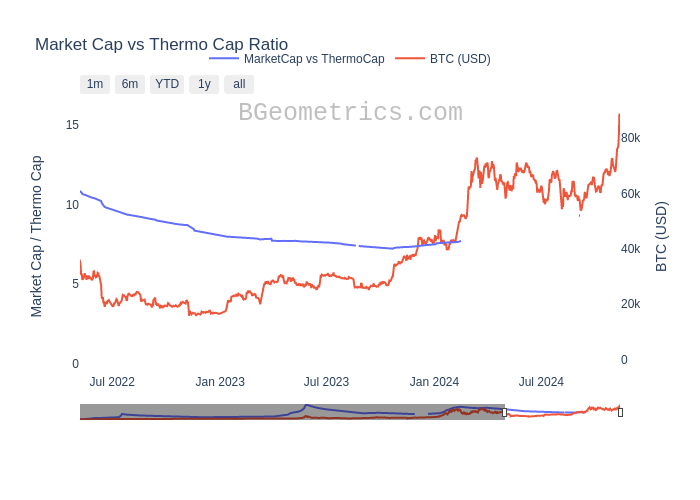 Market Cap vs Thermo Cap Ratio
MarketCap vs ThermoCap
BTC (USD)
1m 6m YTD 1y all
BGeometrics.com
15
10
5
0
Market Cap / Thermo Cap
80k
60k
40k
20k
0
BTC (USD)
Jul 2022 Jan 2023 Jul 2023 Jan 2024 Jul 2024